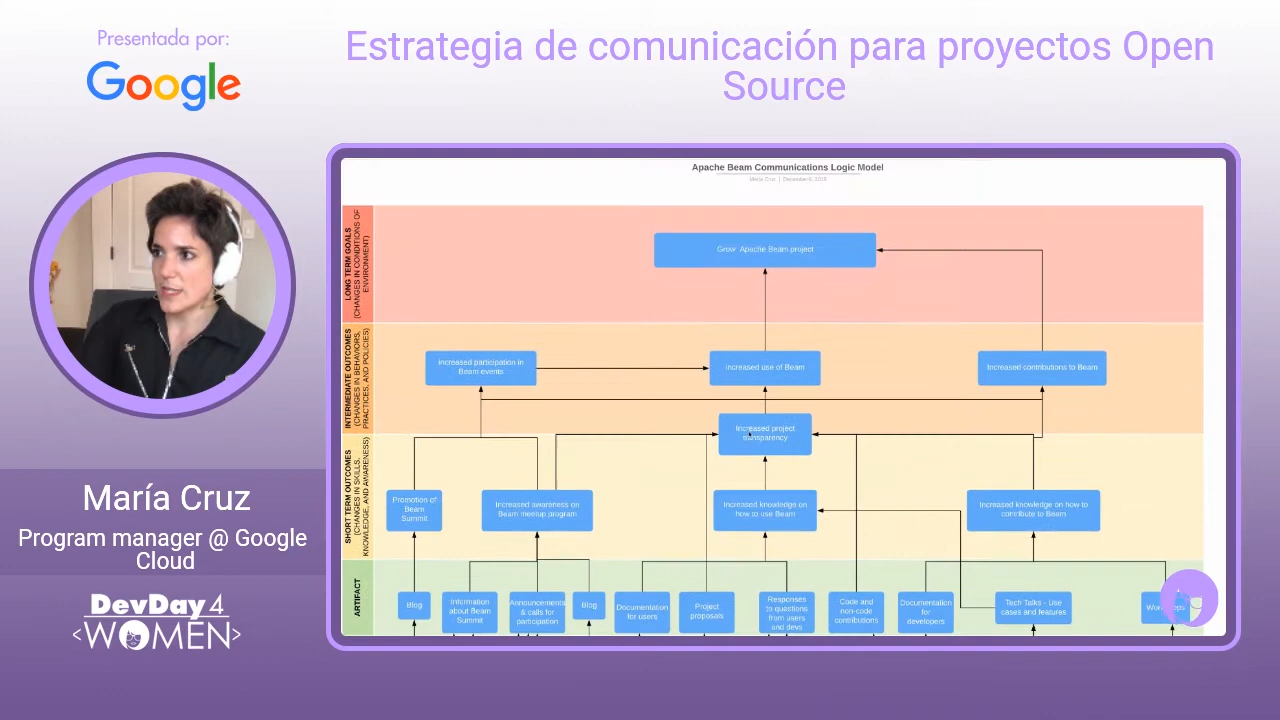 Presentada por:
Google
Estrategia de comunicación para proyectos Open
Source
María Cruz
Program manager @ Google
Cloud
DevDay 4
<WOMEN>
Apache Beam Communications Logic Model
LONG TERM GOALS
(CHANGES IN CONDITIONS OF
ENVIRONMENT)
Grow Apache Beam project
INTERMEDIATE OUTCOMES
(CHANGES IN BEHAVIORS,
PRACTICES, AND POLICIES)
Increased participation in
Beam events
Increased use of Beam
Increased contributions to Beam
Increased project
transparency
SHORT TERM OUTCOMES
(CHANGES IN SKILLS,
KNOWLEDGE, AND AWARENESS)
Promotion of
Beam
Summit
Increased awareness on
Beam meetup program
Increased knowledge on
how to use Beam
Increased knowledge on how to
contribute to Beam
ARTIFACT
Blog
Information
about Beam
Summit
Announcements
& calls for
participation
Blog
Documentation
for users
Project
proposals
Responses
to questions
from users
and devs
Code and
non-code
contributions
Documentation
for
developers
Tech Talks - Use
cases and features